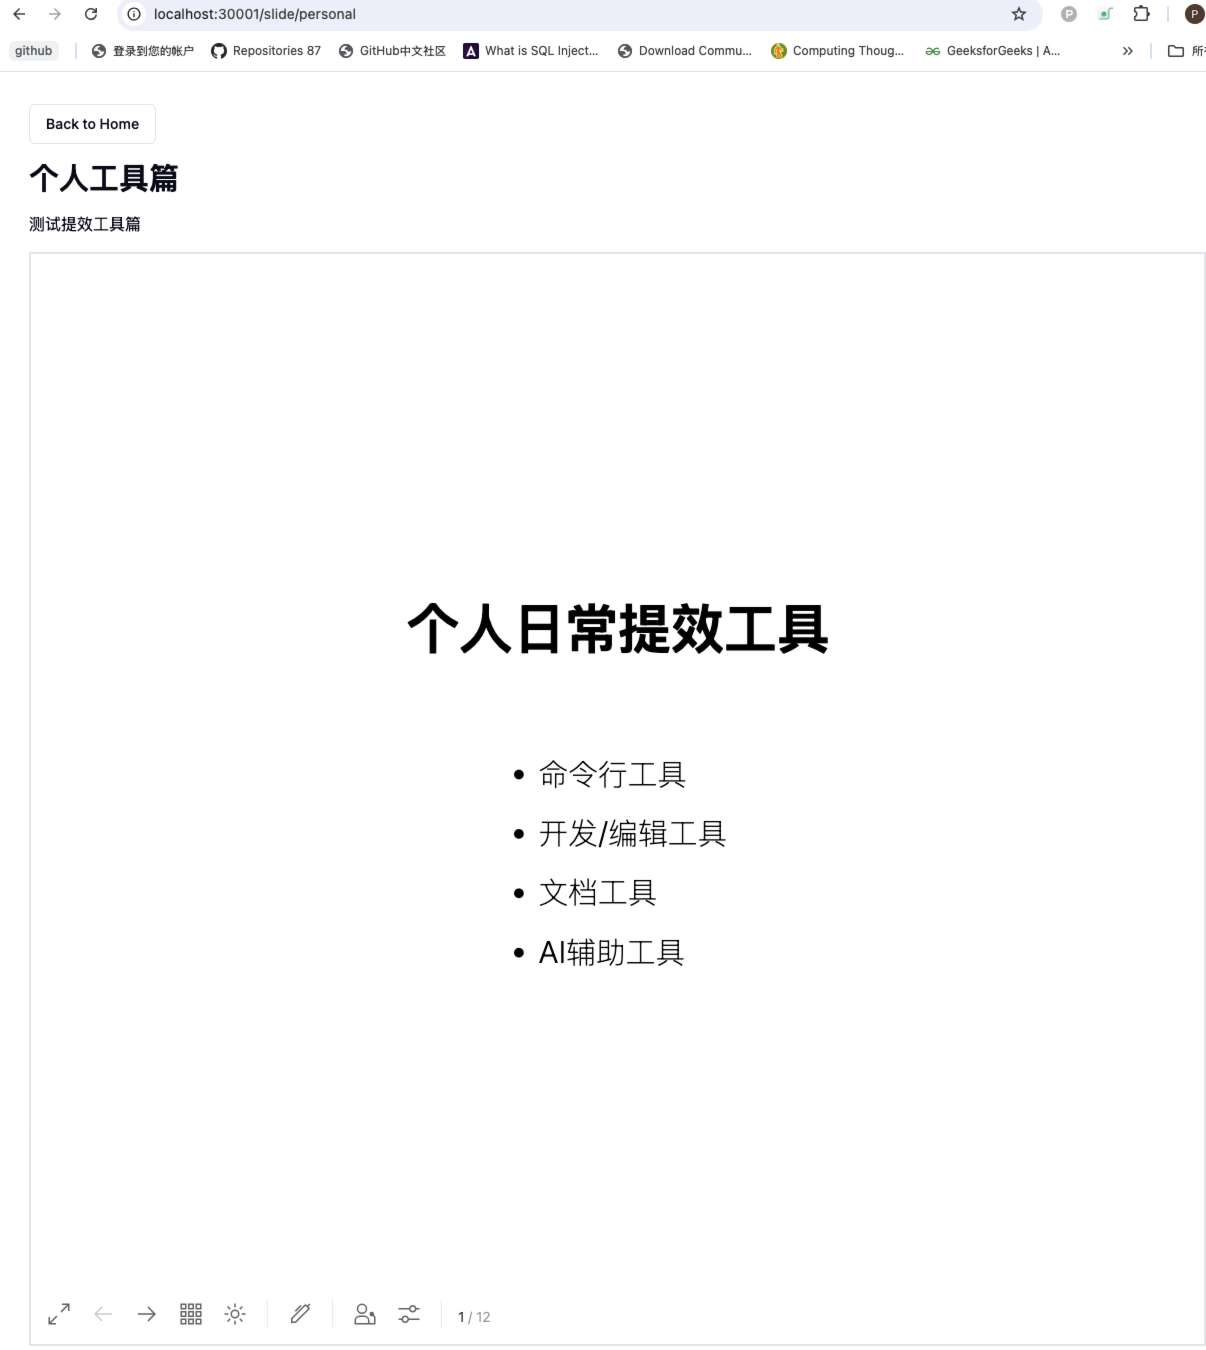 localhost:30001/slide/personal
P
P
github
登录到您的帐户
Repositories 87
GitHub中文社区
A
What is SQL Inject...
Download Commu...
Computing Thoug...
GeeksforGeeks | A...
»
Back to Home
个人工具篇
测试提效工具篇
个人日常提效工具
• 命令行工具
• 开发/编辑工具
• 文档工具
• AI辅助工具
1 / 12